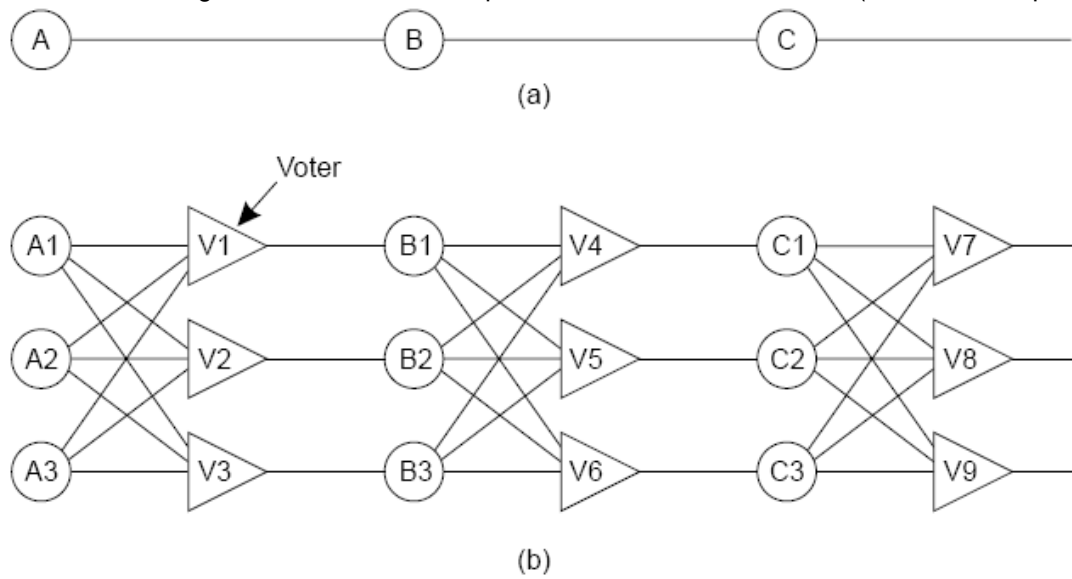 A B C
(a)
Voter
A1 V1 B1 V4 C1 V7
A2 V2 B2 V5 C2 V8
A3 V3 B3 V6 C3 V9
(b)